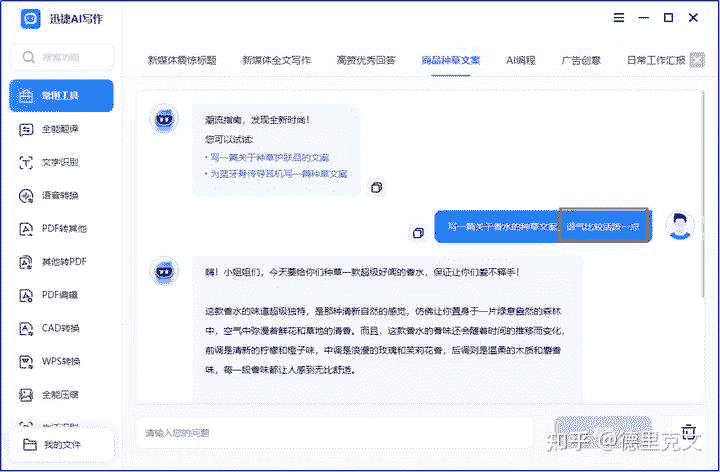 迅捷AI写作
搜索功能
常用工具
全能翻译
文字识别
语音转换
PDF转其他
其他转PDF
PDF编辑
CAD转换
WPS转换
全能压缩
我的文件
新媒体震惊标题 新媒体全文写作 高赞优秀回答 商品种草文案 AI编程 广告创意 日常工作汇报
潮流指南,发现全新时尚!
您可以试试:
·写一篇关于种草护肤品的文案
·为蓝牙骨传导耳机写一篇种草文案
写一篇关于香水的种草文案,语气比较活泼一点
嗨!小姐姐们,今天要给你们种草一款超级好闻的香水,保证让你们爱不释手!
这款香水的味道超级独特,是那种清新自然的感觉,仿佛让你置身于一片绿意盎然的森林
中,空气中弥漫着鲜花和草地的清香。而且,这款香水的香味还会随着时间的推移而变化,
前调是清新的柠檬和橙子味,中调是浪漫的玫瑰和茉莉花香,后调则是温柔的木质和麝香
味,每一段香味都让人感到无比舒适。
请输入您的问题
知乎 @德里克文